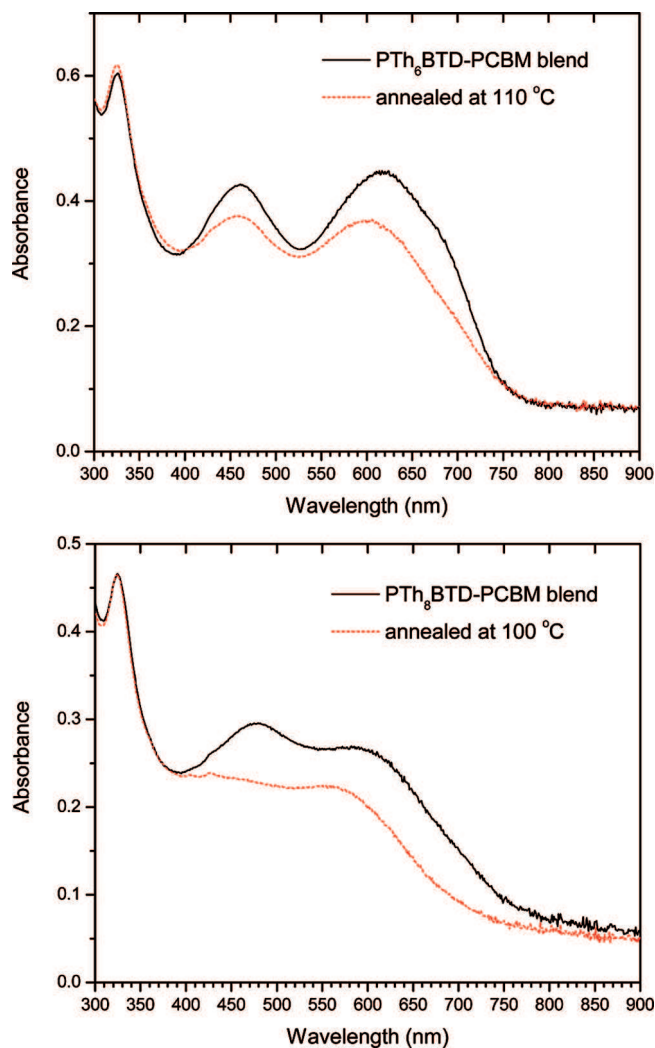 PTh₆BTD-PCBM blend
annealed at 110 °C
0.6
0.4
0.2
0.0
Absorbance
300 350 400 450 500 550 600 650 700 750 800 850 900
Wavelength (nm)
PTh₈BTD-PCBM blend
annealed at 100 °C
0.5
0.4
0.3
0.2
0.1
0.0
Absorbance
300 350 400 450 500 550 600 650 700 750 800 850 900
Wavelength (nm)